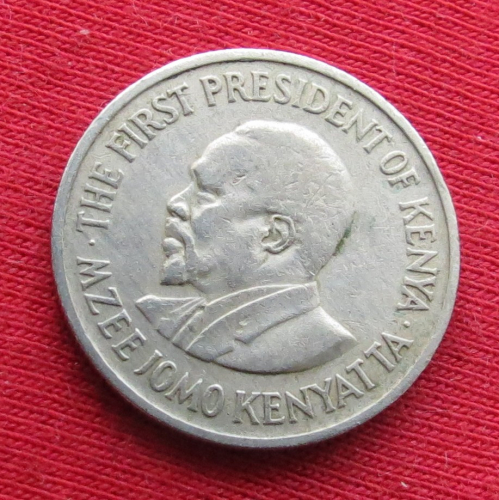 · THE FIRST PRESIDENT OF KENYA ·
MZEE JOMO KENYATTA